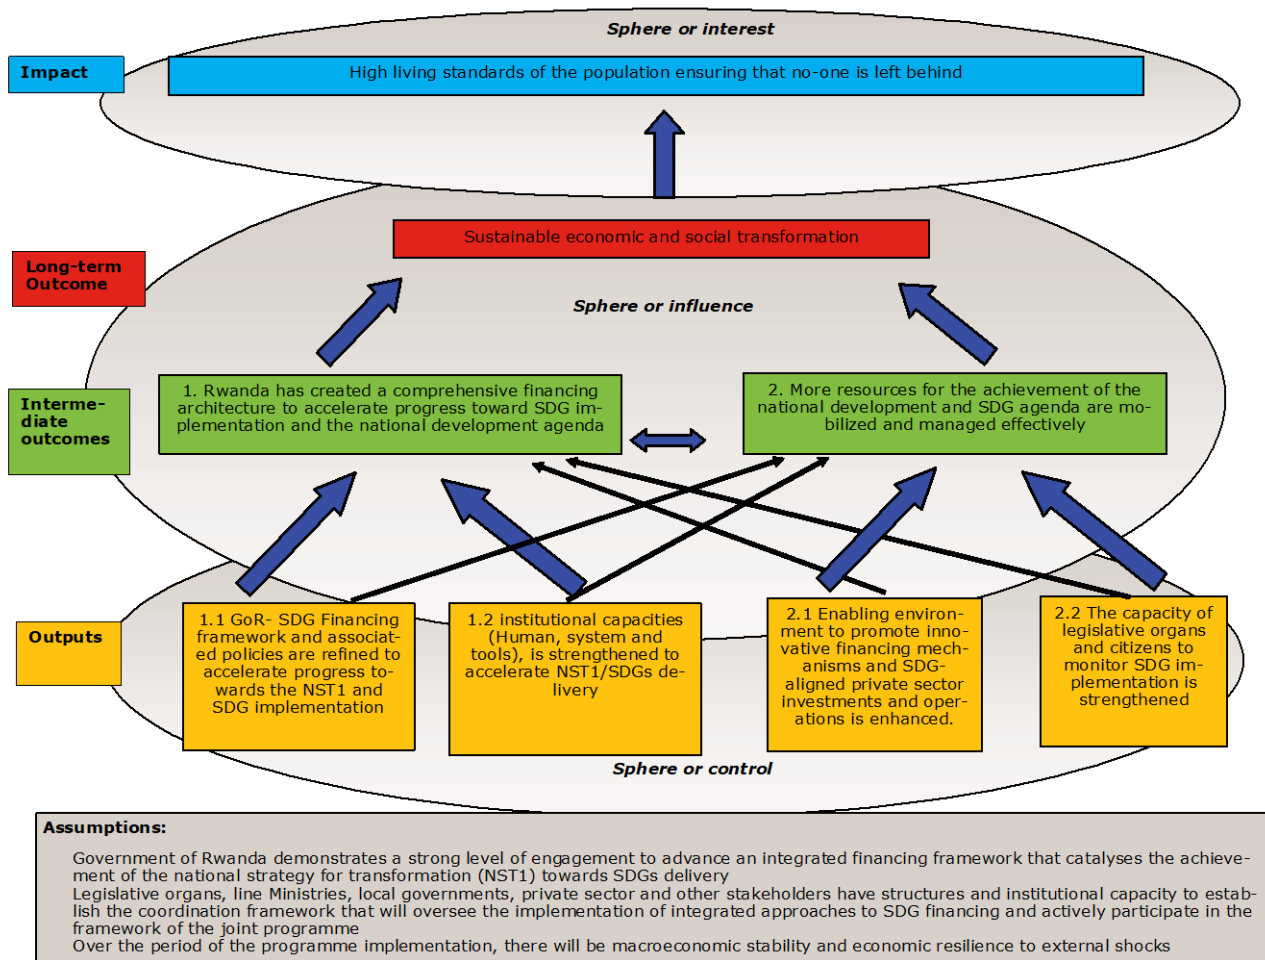 Sphere or interest
Impact
High living standards of the population ensuring that no-one is left behind
Sustainable economic and social transformation
Long-term
Outcome
Sphere or influence
Interme-
diate
outcomes
1. Rwanda has created a comprehensive financing
architecture to accelerate progress toward SDG im-
plementation and the national development agenda
2. More resources for the achievement of the
national development and SDG agenda are mo-
bilized and managed effectively
Outputs
1.1 GoR- SDG Financing
framework and associat-
ed policies are refined to
accelerate progress to-
wards the NST1 and
SDG implementation
1.2 institutional capacities
(Human, system and
tools), is strengthened to
accelerate NST1/SDGs de-
livery
2.1 Enabling environ-
ment to promote inno-
vative financing mech-
anisms and SDG-
aligned private sector
investments and oper-
ations is enhanced.
2.2 The capacity of
legislative organs
and citizens to
monitor SDG im-
plementation is
strengthened
Sphere or control
Assumptions:
Government of Rwanda demonstrates a strong level of engagement to advance an integrated financing framework that catalyses the achieve-
ment of the national strategy for transformation (NST1) towards SDGs delivery
Legislative organs, line Ministries, local governments, private sector and other stakeholders have structures and institutional capacity to estab-
lish the coordination framework that will oversee the implementation of integrated approaches to SDG financing and actively participate in the
framework of the joint programme
Over the period of the programme implementation, there will be macroeconomic stability and economic resilience to external shocks